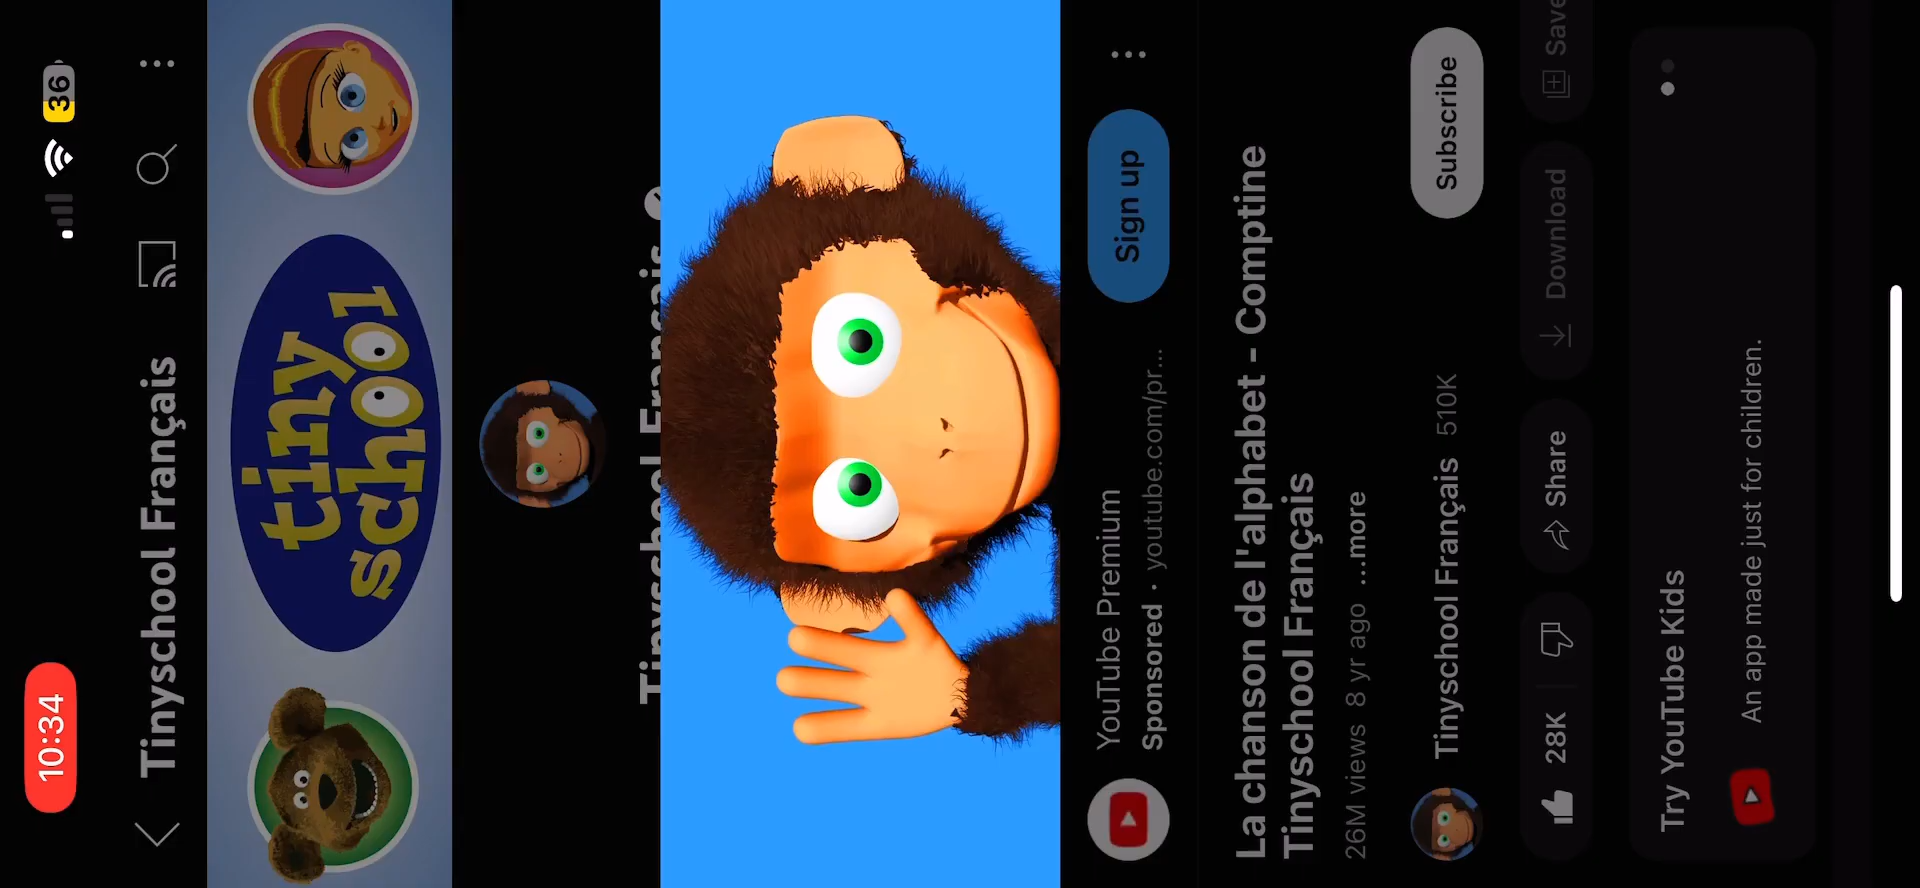 10:34
36
Tinyschool Français
tiny
school
Tinyschool Français
YouTube Premium
Sponsored · youtube.com/pr...
Sign up
La chanson de l'alphabet - Comptine
Tinyschool Français
26M views 8 yr ago ...more
Tinyschool Français 510K
Subscribe
28K
Share
Download
Save
Try YouTube Kids
An app made just for children.